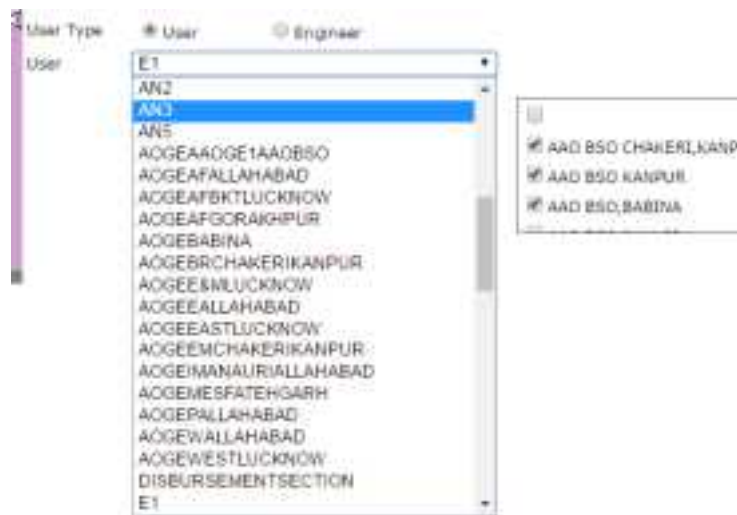 User Type User Engineer
User E1
AN2
AN3
AN5
AOGEAAOGE1AAOBSO
AOGEAFALLAHABAD
AOGEAFBKTLUCKNOW
AOGEAFGORAKHPUR
AOGEBABINA
AOGEBRCHAKERIKANPUR
AOGEE&MLUCKNOW
AOGEEALLAHABAD
AOGEEASTLUCKNOW
AOGEEMCHAKERIKANPUR
AOGEIMANAURIALLAHABAD
AOGEMESFATEHGARH
AOGEPALLAHABAD
AOGEWALLAHABAD
AOGEWESTLUCKNOW
DISBURSEMENTSECTION
E1
AAO BSO CHAKERI,KANP
AAO BSO KANPUR
AAO BSO,BABINA